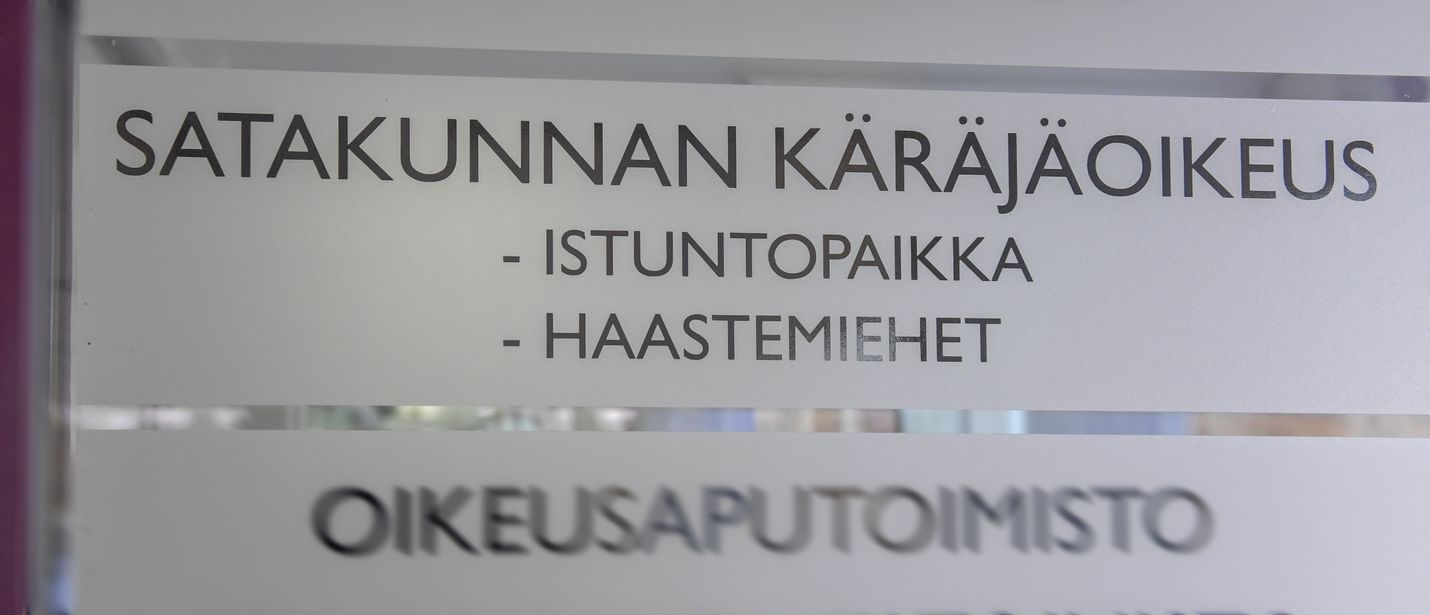 SATAKUNNAN KÄRÄJÄOIKEUS
- ISTUNTOPAIKKA
- HAASTEMIEHET
OIKEUSAPUTOIMISTO